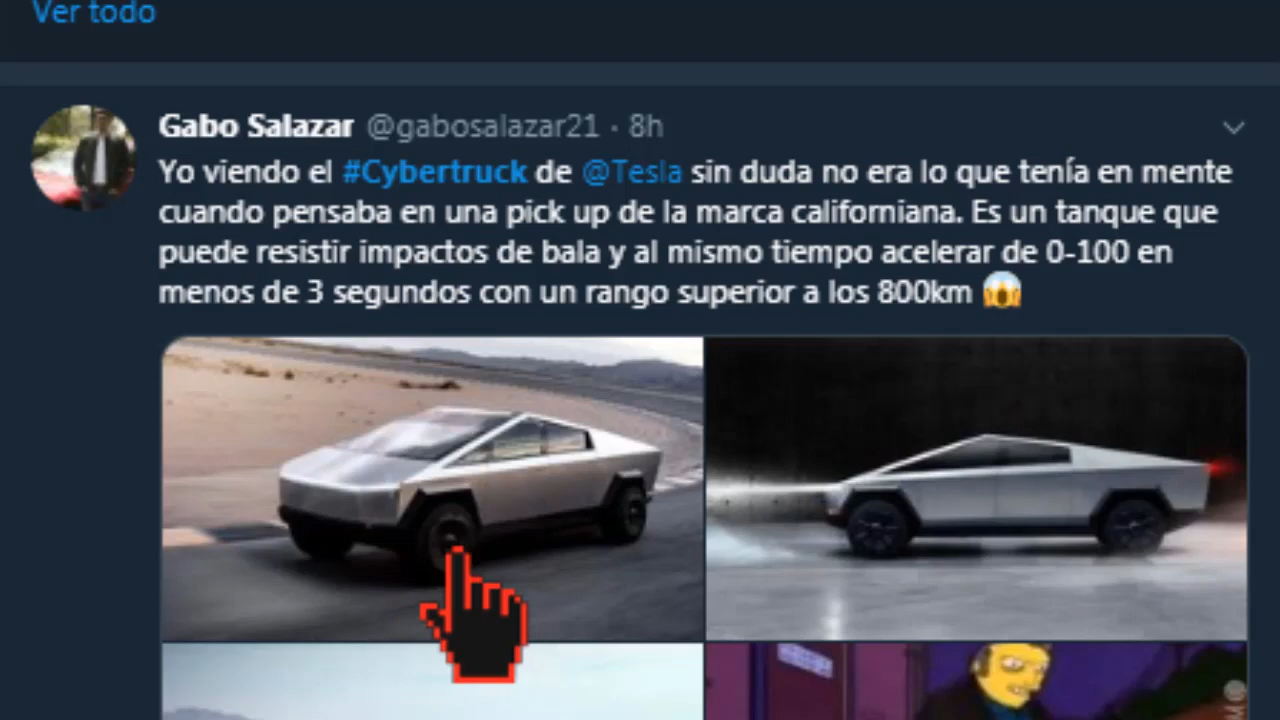 Ver todo
Gabo Salazar @gabosalazar21 · 8h
Yo viendo el #Cybertruck de @Tesla sin duda no era lo que tenía en mente
cuando pensaba en una pick up de la marca californiana. Es un tanque que
puede resistir impactos de bala y al mismo tiempo acelerar de 0-100 en
menos de 3 segundos con un rango superior a los 800km 😱